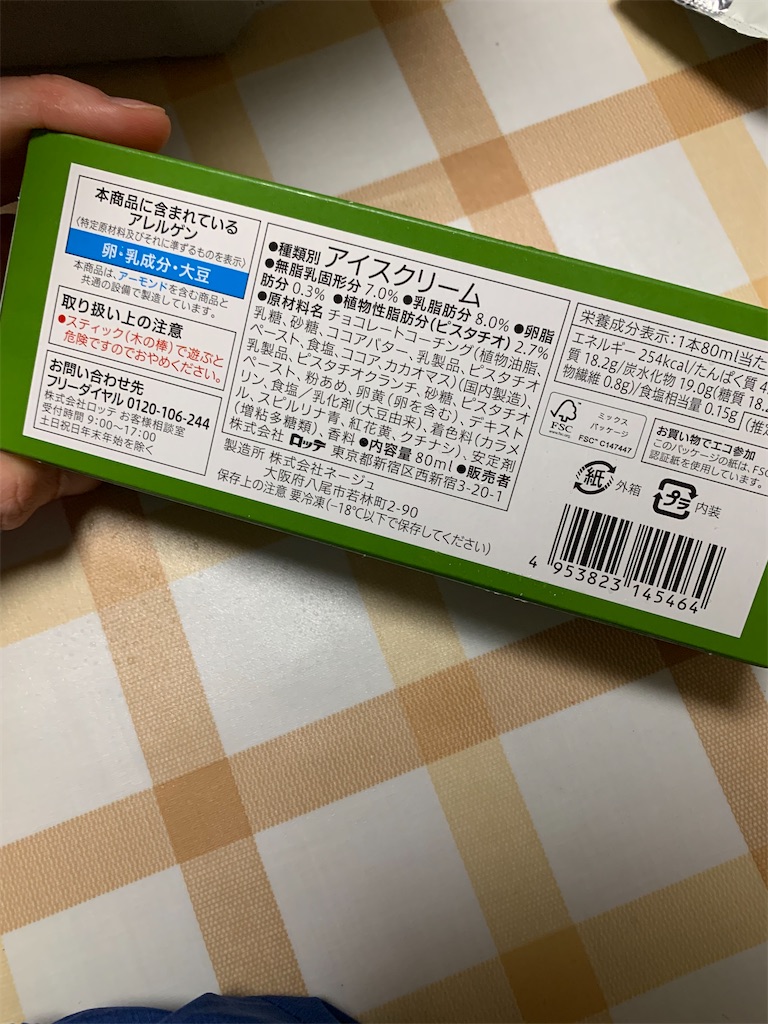 本商品に含まれている
アレルゲン
(特定原材料及びそれに準ずるものを表示)
卵・乳成分・大豆
本商品は、アーモンドを含む商品と
共通の設備で製造しています。
取り扱い上の注意
●スティック(木の棒)で遊ぶと
危険ですのでおやめください。
お問い合わせ先
フリーダイヤル 0120-106-244
株式会社ロッテ お客様相談室
受付時間 9:00〜17:00
土日祝日年末年始を除く
●種類別 アイスクリーム
●無脂乳固形分 7.0% ●乳脂肪分 8.0% ●卵脂
肪分 0.3% ●植物性脂肪分(ピスタチオ) 2.7%
●原材料名 チョコレートコーチング(植物油脂、
乳糖、砂糖、ココアバター、乳製品、ピスタチオ
ペースト、食塩、ココア、カカオマス)(国内製造)、
乳製品、ピスタチオクランチ、砂糖、ピスタチオ
ペースト、粉あめ、卵黄(卵を含む)、デキスト
リン、食塩/乳化剤(大豆由来)、着色料(カラメ
ル、スピルリナ青、紅花黄、クチナシ)、安定剤
(増粘多糖類)、香料 ●内容量 80ml ●販売者
株式会社 ロッテ 東京都新宿区西新宿3-20-1
製造所 株式会社ネージュ
大阪府八尾市若林町2-90
保存上の注意 要冷凍(−18℃以下で保存してください)
栄養成分表示:1本80ml当た
エネルギー 254kcal/たんぱく質 4
質 18.2g/炭水化物 19.0g(糖質 18.2
物繊維 0.8g)/食塩相当量 0.15g (推定
FSC
www.fsc.org
ミックス
パッケージ
FSC™ C147447
お買い物でエコ参加
このパッケージの紙は、FSC
認証紙を使用しています。
紙 外箱
プラ 内装
4 953823 145464